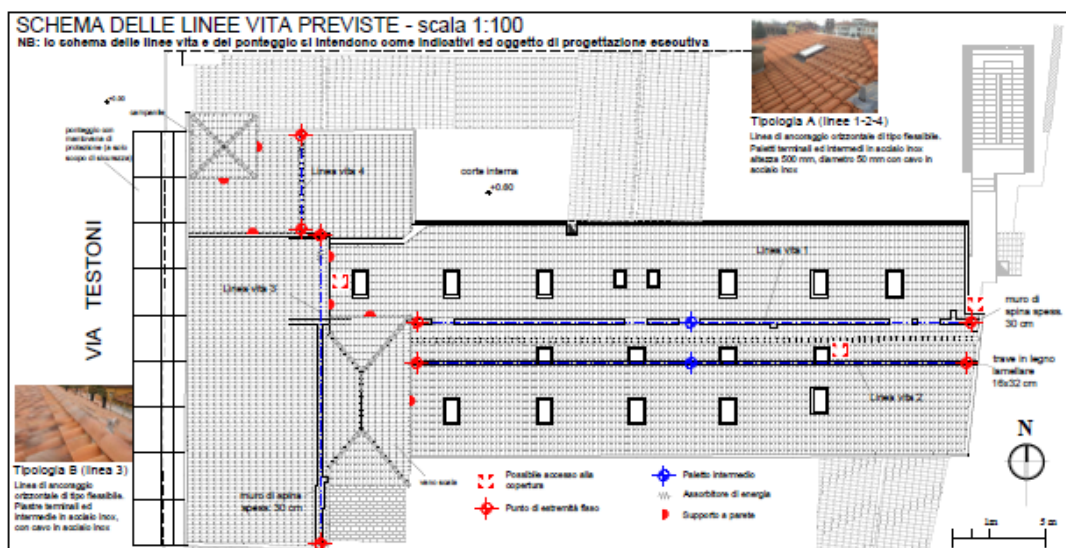 SCHEMA DELLE LINEE VITA PREVISTE - scala 1:100
NB: lo schema delle linee vita e del ponteggio si intendono come indicativi ed oggetto di progettazione esecutiva
campanile
ponteggio con
mantovana di
protezione (a solo
scopo di sicurezza)
Linea vita 4
corte interna
+0.60
Tipologia A (linee 1-2-4)
Linea di ancoraggio orizzontale di tipo flessibile.
Paletti terminali ed intermedi in acciaio inox
altezza 500 mm, diametro 50 mm con cavo in
acciaio inox
VIA TESTONI
Linea vita 3
Linea vita 1
muro di
spina spess.
30 cm
trave in legno
lamellare
16x32 cm
Linea vita 2
Tipologia B (linea 3)
Linea di ancoraggio
orizzontale di tipo flessibile.
Piastre terminali ed
intermedie in acciaio inox,
con cavo in acciaio inox
muro di spina
spess. 30 cm
vano scala
Possibile accesso alla
copertura
Punto di estremità fisso
Paletto intermedio
Assorbitore di energia
Supporto a parete
N
1m
5 m